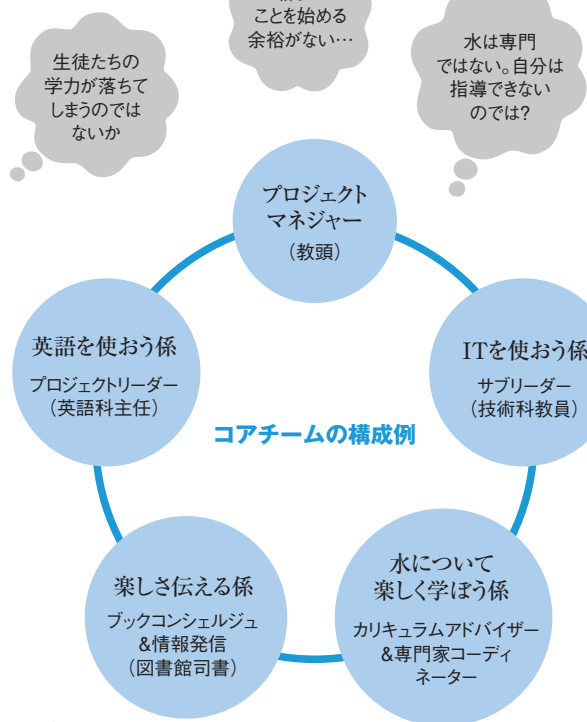 ことを始める
余裕がない…
生徒たちの
学力が落ちて
しまうのでは
ないか
水は専門
ではない。自分は
指導できない
のでは?
プロジェクト
マネジャー
（教頭）
英語を使おう係
プロジェクトリーダー
（英語科主任）
ITを使おう係
サブリーダー
（技術科教員）
コアチームの構成例
楽しさ伝える係
ブックコンシェルジュ
&情報発信
（図書館司書）
水について
楽しく学ぼう係
カリキュラムアドバイザー
&専門家コーディ
ネーター